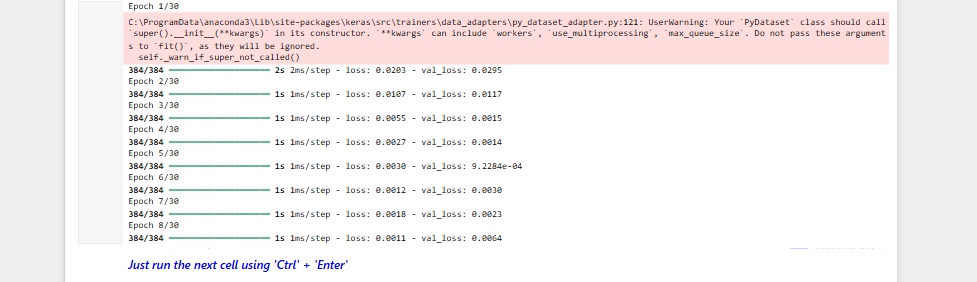 Epoch 1/30
C:\ProgramData\anaconda3\Lib\site-packages\keras\src\trainers\data_adapters\py_dataset_adapter.py:121: UserWarning: Your `PyDataset` class should call
`super().__init__(**kwargs)` in its constructor. `**kwargs` can include `workers`, `use_multiprocessing`, `max_queue_size`. Do not pass these argument
s to `fit()`, as they will be ignored.
self._warn_if_super_not_called()
384/384 2s 2ms/step - loss: 0.0203 - val_loss: 0.0295
Epoch 2/30
384/384 1s 1ms/step - loss: 0.0107 - val_loss: 0.0117
Epoch 3/30
384/384 1s 1ms/step - loss: 0.0055 - val_loss: 0.0015
Epoch 4/30
384/384 1s 1ms/step - loss: 0.0027 - val_loss: 0.0014
Epoch 5/30
384/384 1s 1ms/step - loss: 0.0030 - val_loss: 9.2284e-04
Epoch 6/30
384/384 1s 1ms/step - loss: 0.0012 - val_loss: 0.0030
Epoch 7/30
384/384 1s 1ms/step - loss: 0.0018 - val_loss: 0.0023
Epoch 8/30
384/384 1s 1ms/step - loss: 0.0011 - val_loss: 0.0064
Just run the next cell using 'Ctrl' + 'Enter'